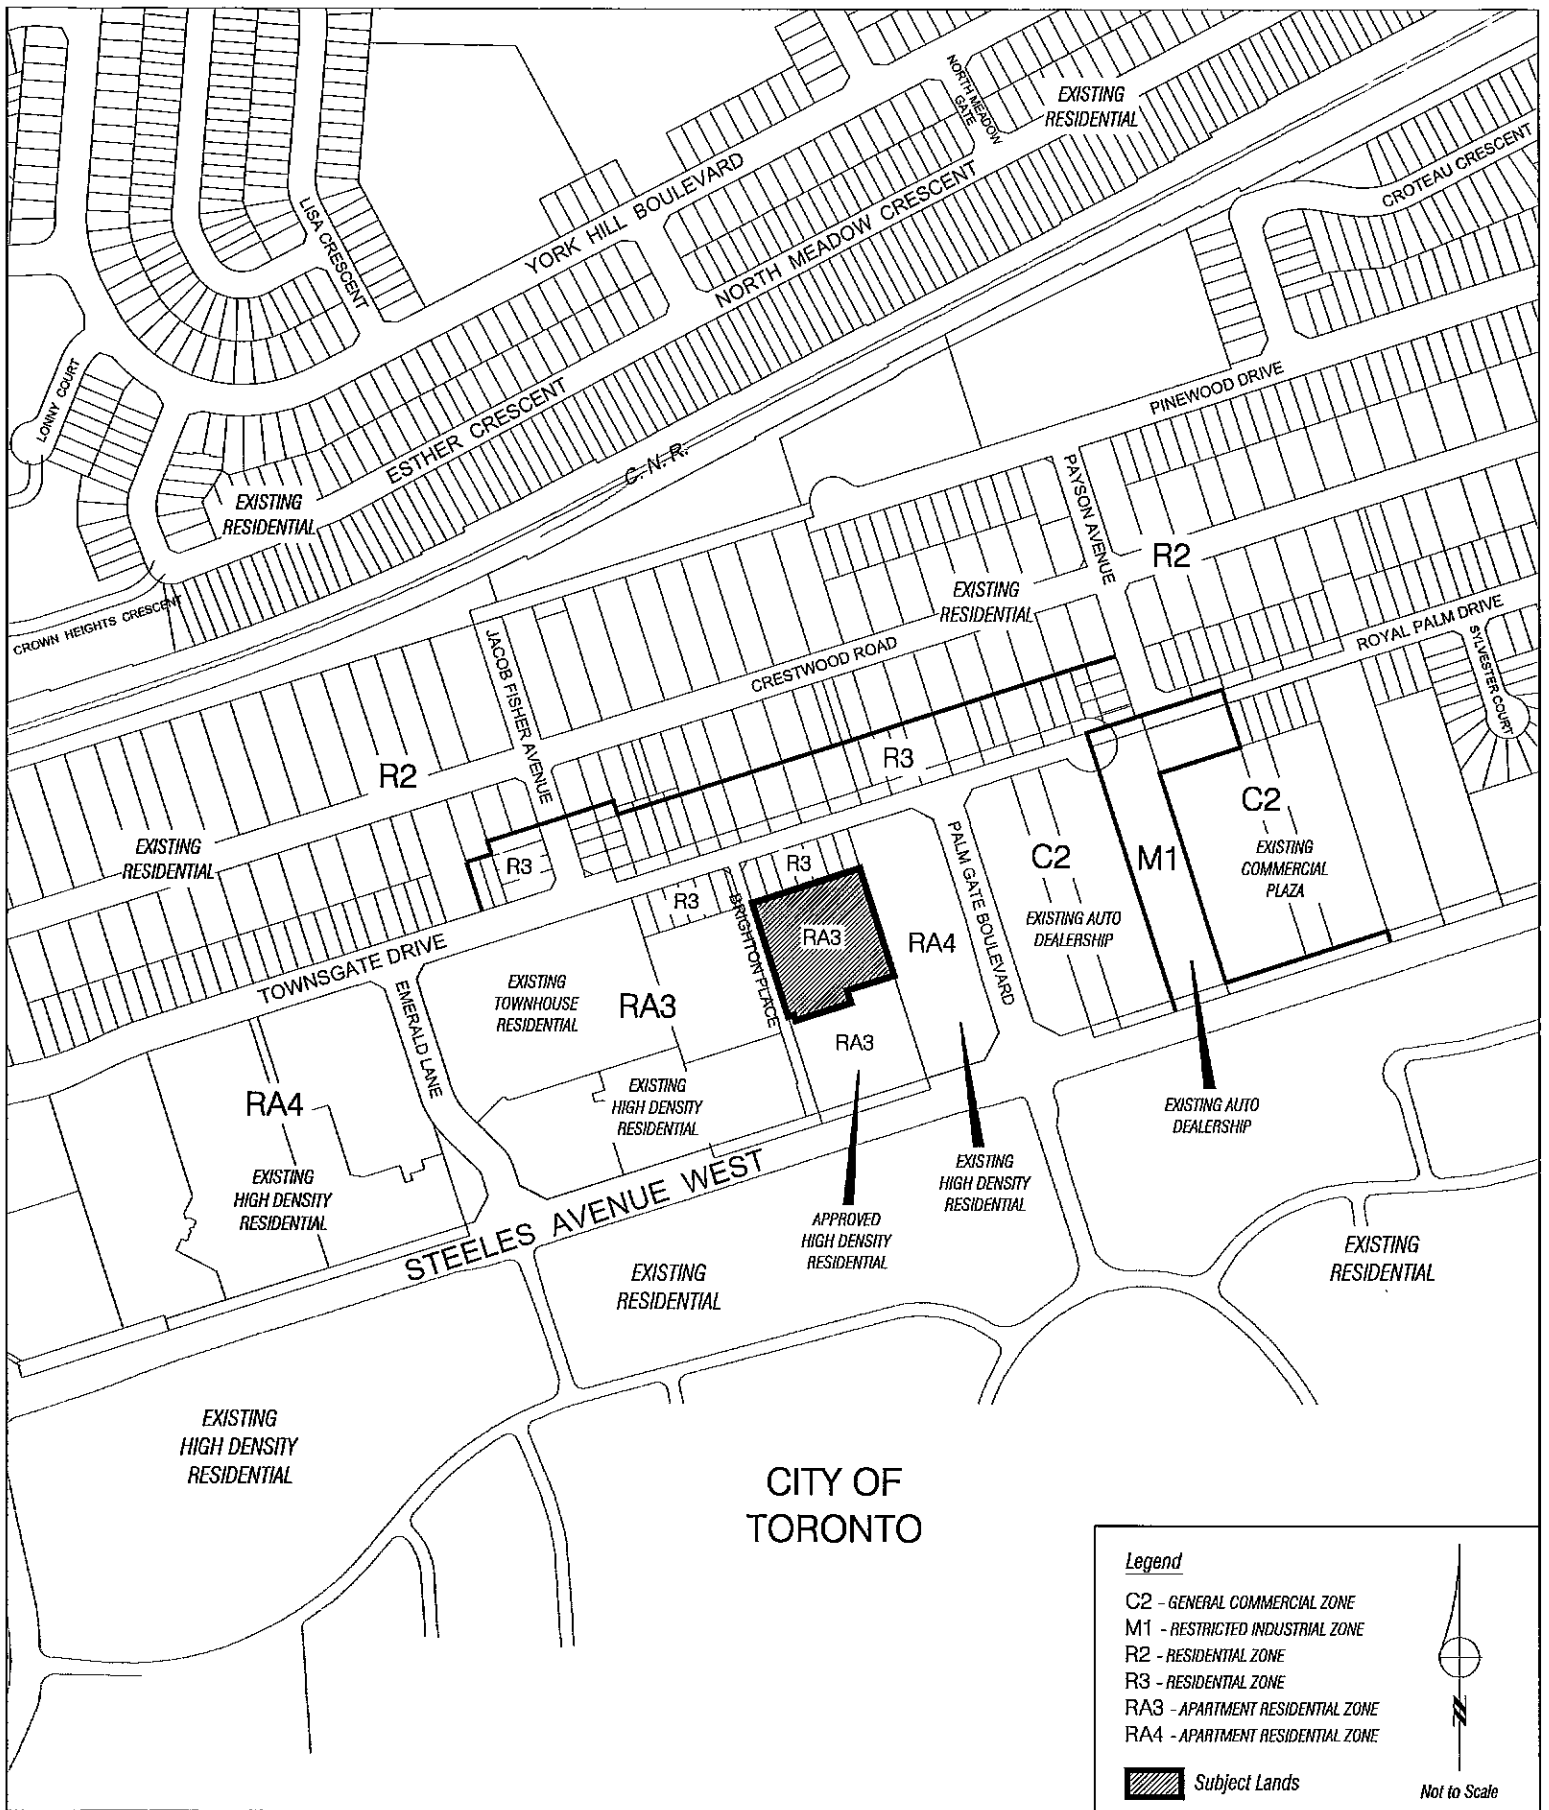 NORTH MEADOW
GATE
EXISTING
RESIDENTIAL
CROTEAU CRESCENT
YORK HILL BOULEVARD
NORTH MEADOW CRESCENT
LISA CRESCENT
LONNY COURT
ESTHER CRESCENT
C. N. R.
PINEWOOD DRIVE
EXISTING
RESIDENTIAL
PAYSON AVENUE
R2
CROWN HEIGHTS CRESCENT
EXISTING
RESIDENTIAL
JACOB FISHER AVENUE
CRESTWOOD ROAD
ROYAL PALM DRIVE
SYLVESTER COURT
R2
R3
C2
EXISTING
COMMERCIAL
PLAZA
EXISTING
RESIDENTIAL
R3
R3
R3
PALM GATE BOULEVARD
C2
M1
EXISTING AUTO
DEALERSHIP
BRIGHTON PLACE
RA3
RA4
TOWNSGATE DRIVE
EMERALD LANE
EXISTING
TOWNHOUSE
RESIDENTIAL
RA3
RA3
RA4
EXISTING
HIGH DENSITY
RESIDENTIAL
EXISTING AUTO
DEALERSHIP
EXISTING
HIGH DENSITY
RESIDENTIAL
EXISTING
HIGH DENSITY
RESIDENTIAL
STEELES AVENUE WEST
APPROVED
HIGH DENSITY
RESIDENTIAL
EXISTING
RESIDENTIAL
EXISTING
RESIDENTIAL
EXISTING
HIGH DENSITY
RESIDENTIAL
CITY OF
TORONTO
Legend
C2 - GENERAL COMMERCIAL ZONE
M1 - RESTRICTED INDUSTRIAL ZONE
R2 - RESIDENTIAL ZONE
R3 - RESIDENTIAL ZONE
RA3 - APARTMENT RESIDENTIAL ZONE
RA4 - APARTMENT RESIDENTIAL ZONE
Subject Lands
N
Not to Scale